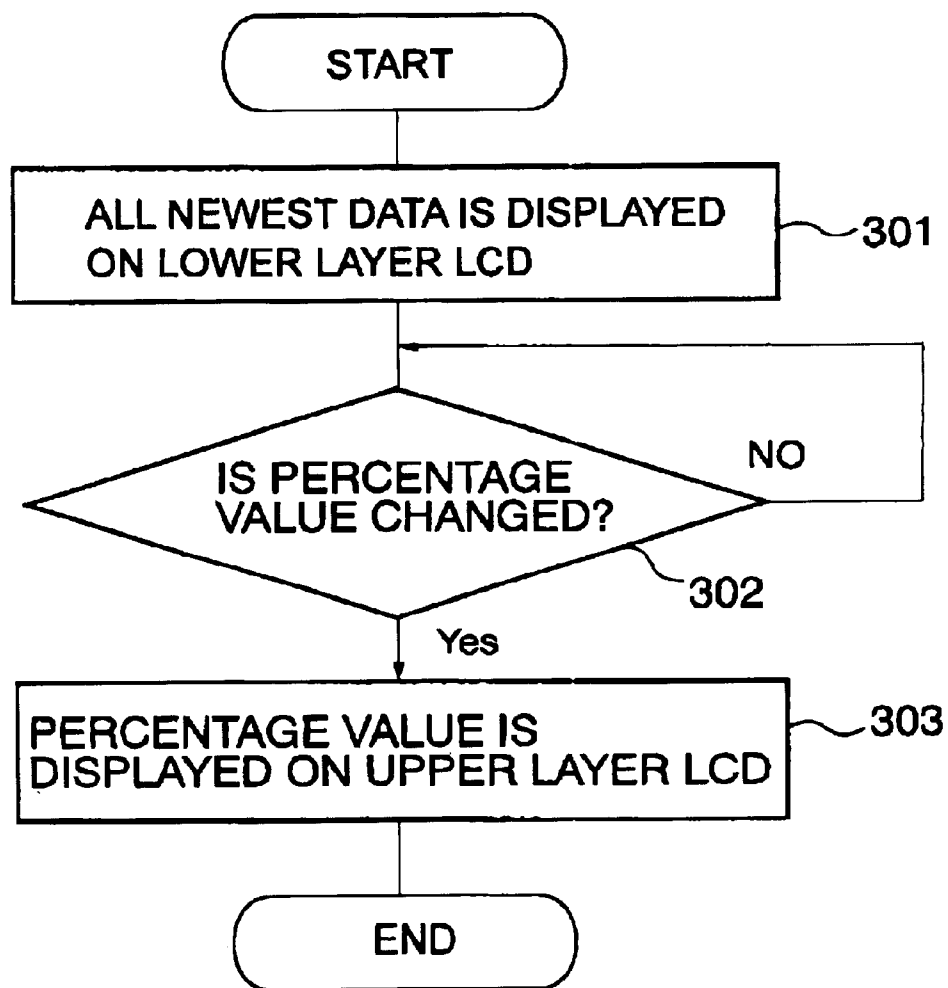 START
ALL NEWEST DATA IS DISPLAYED
ON LOWER LAYER LCD
301
NO
IS PERCENTAGE
VALUE CHANGED?
302
Yes
PERCENTAGE VALUE IS
DISPLAYED ON UPPER LAYER LCD
303
END